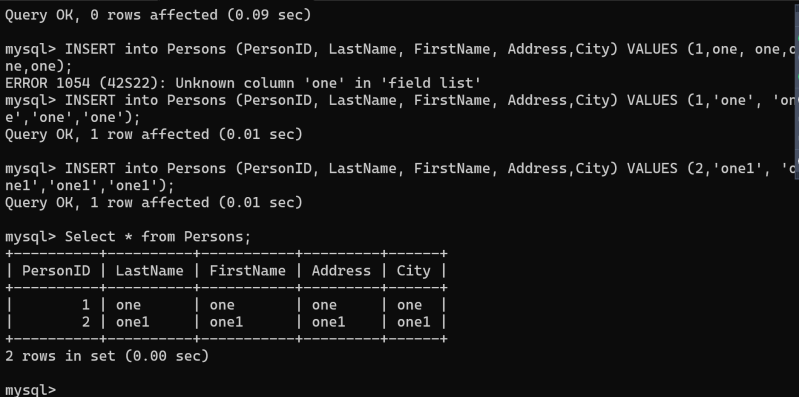 Query OK, 0 rows affected (0.09 sec)
mysql> INSERT into Persons (PersonID, LastName, FirstName, Address,City) VALUES (1,one, one,o
ne,one);
ERROR 1054 (42S22): Unknown column 'one' in 'field list'
mysql> INSERT into Persons (PersonID, LastName, FirstName, Address,City) VALUES (1,'one', 'on
e','one','one');
Query OK, 1 row affected (0.01 sec)
mysql> INSERT into Persons (PersonID, LastName, FirstName, Address,City) VALUES (2,'one1', 'o
ne1','one1','one1');
Query OK, 1 row affected (0.01 sec)
mysql> Select * from Persons;
+----------+----------+-----------+---------+------+
| PersonID | LastName | FirstName | Address | City |
+----------+----------+-----------+---------+------+
|        1 | one      | one       | one     | one  |
|        2 | one1     | one1      | one1    | one1 |
+----------+----------+-----------+---------+------+
2 rows in set (0.00 sec)
mysql>